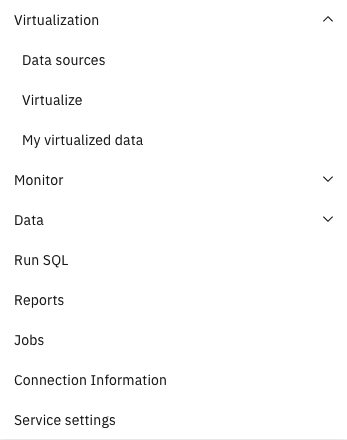 Virtualization
Data sources
Virtualize
My virtualized data
Monitor
Data
Run SQL
Reports
Jobs
Connection Information
Service settings